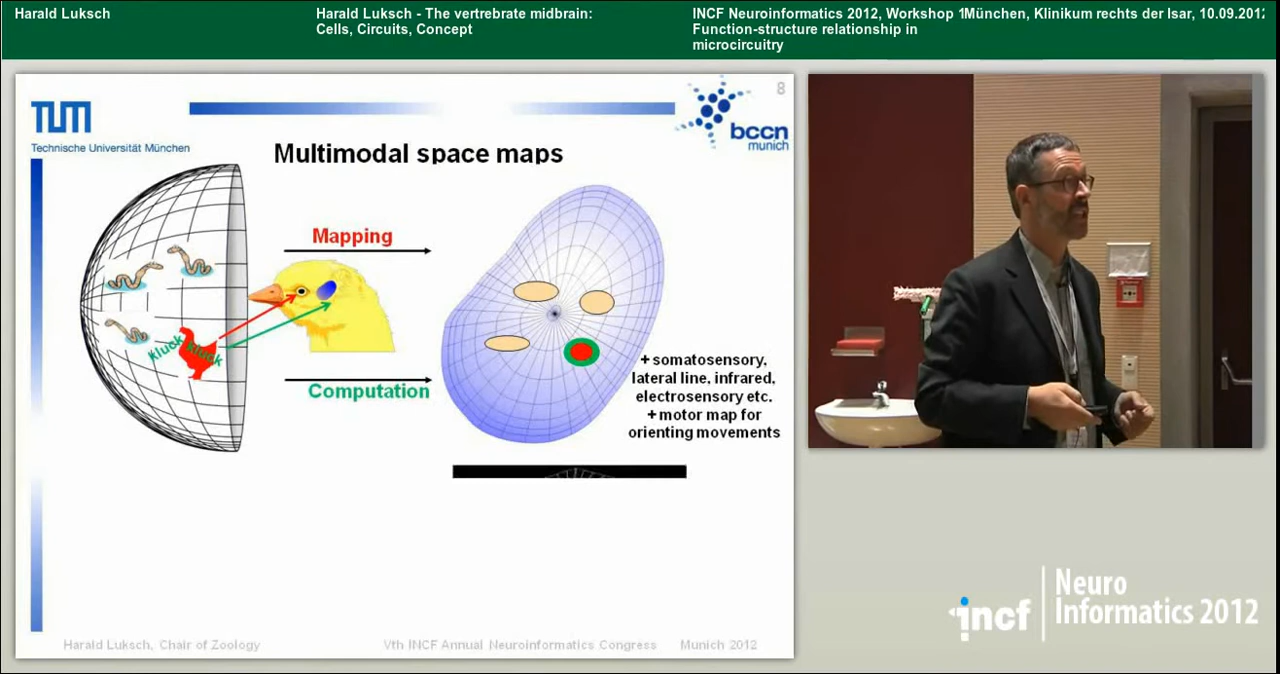 Harald Luksch
Harald Luksch - The vertrebrate midbrain:
Cells, Circuits, Concept
INCF Neuroinformatics 2012, Workshop 1München, Klinikum rechts der Isar, 10.09.2012
Function-structure relationship in
microcircuitry
8
TUM
Technische Universität München
bccn
munich
Multimodal space maps
Mapping
kluck kluck
Computation
+ somatosensory,
lateral line, infrared,
electrosensory etc.
+ motor map for
orienting movements
Harald Luksch, Chair of Zoology
Vth INCF Annual Neuroinformatics Congress
Munich 2012
incf
Neuro
Informatics 2012